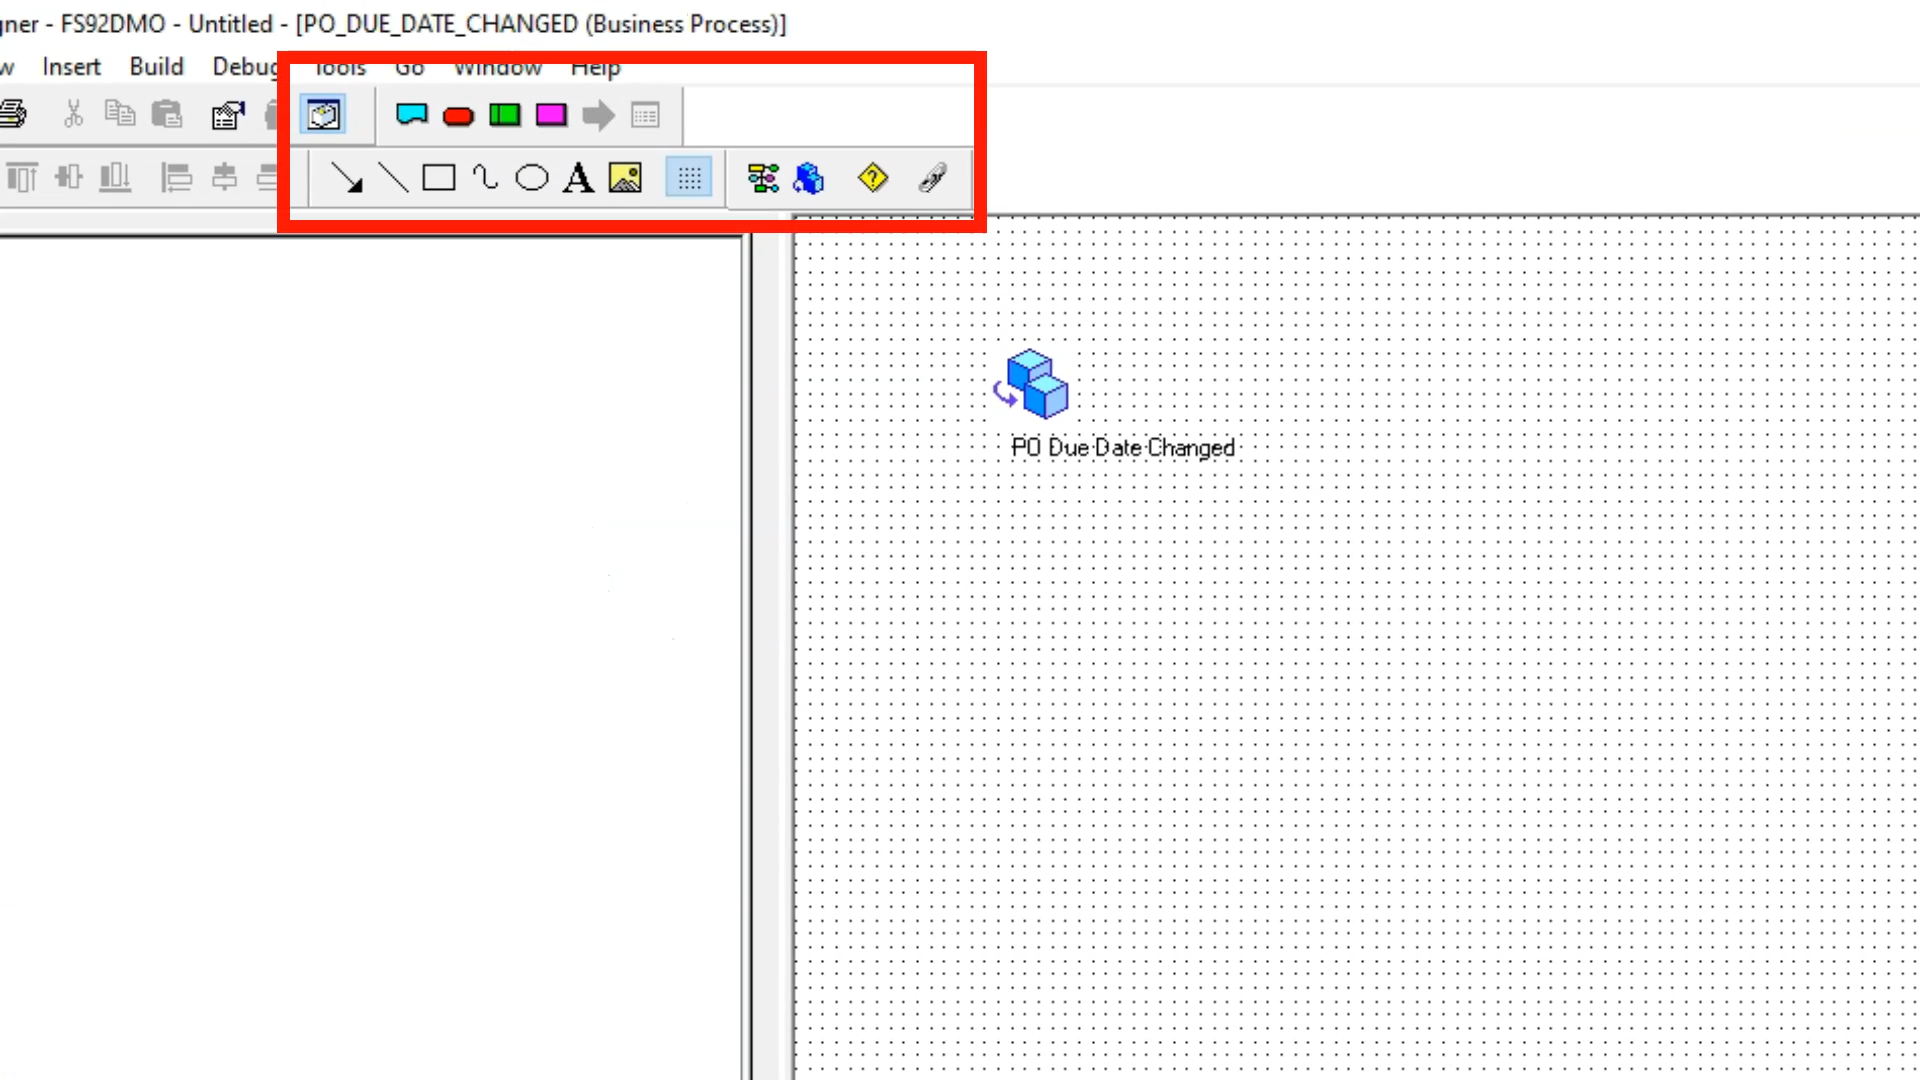 gner - FS92DMO - Untitled - [PO_DUE_DATE_CHANGED (Business Process)]
w Insert Build Debug Tools Go Window Help
A
PO Due Date Changed